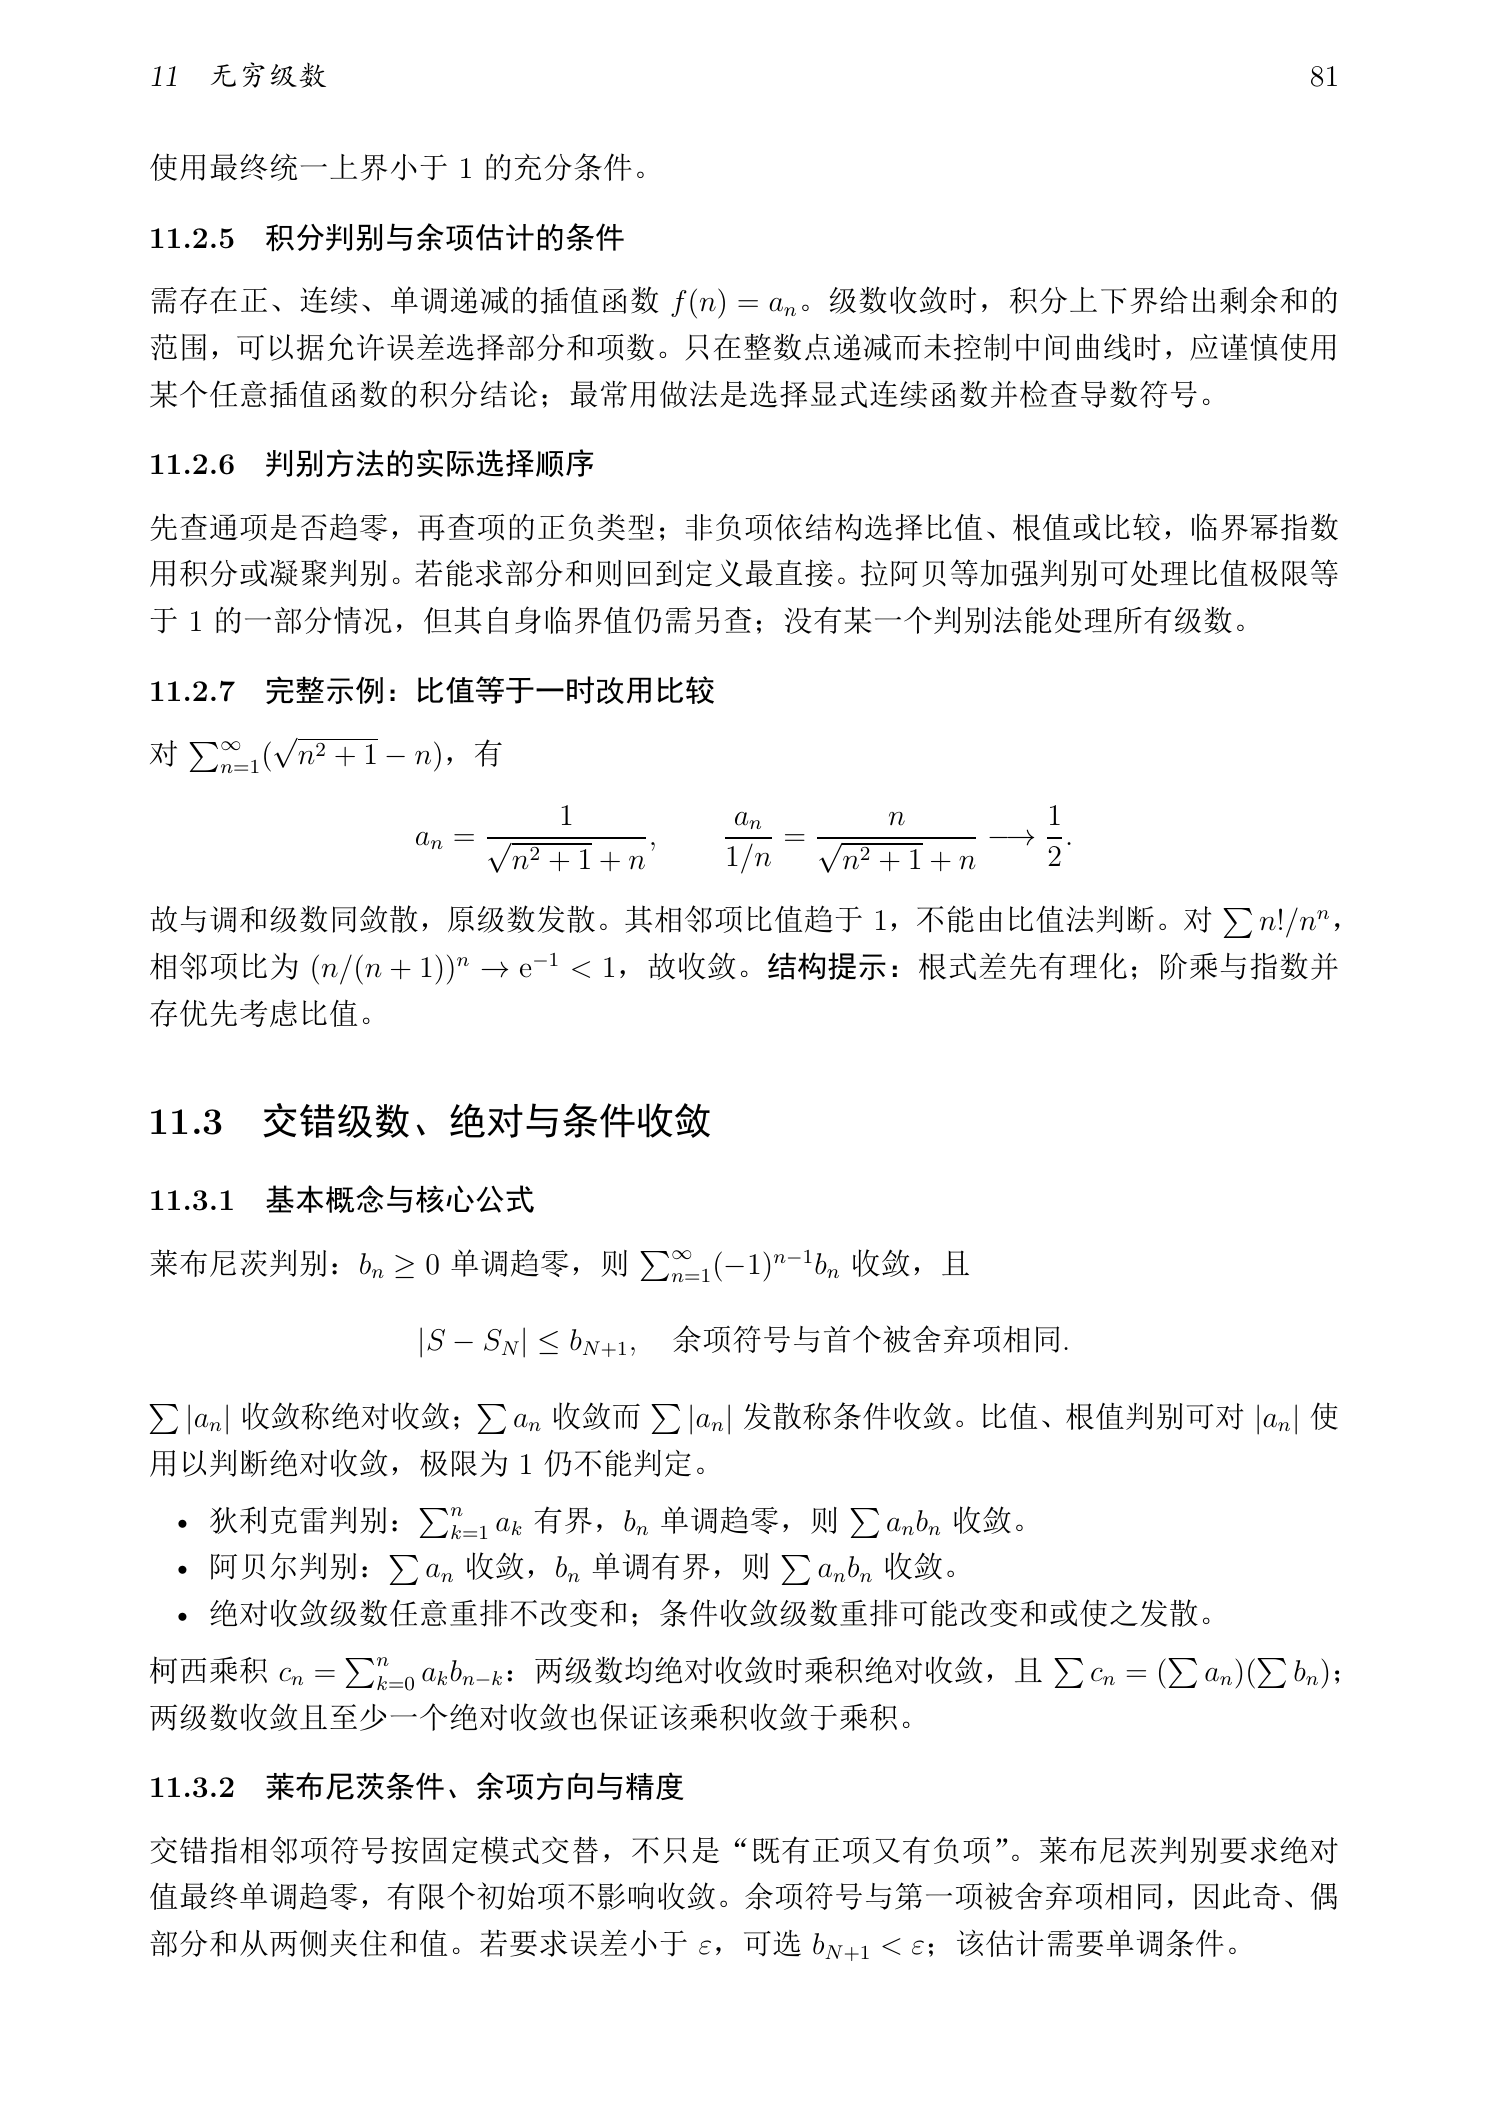 11 无穷级数 81
使用最终统一上界小于 1 的充分条件。
11.2.5 积分判别与余项估计的条件
需存在正、连续、单调递减的插值函数 f(n) = aₙ。级数收敛时，积分上下界给出剩余和的
范围，可以据允许误差选择部分和项数。只在整数点递减而未控制中间曲线时，应谨慎使用
某个任意插值函数的积分结论；最常用做法是选择显式连续函数并检查导数符号。
11.2.6 判别方法的实际选择顺序
先查通项是否趋零，再查项的正负类型；非负项依结构选择比值、根值或比较，临界幂指数
用积分或凝聚判别。若能求部分和则回到定义最直接。拉阿贝等加强判别可处理比值极限等
于 1 的一部分情况，但其自身临界值仍需另查；没有某一个判别法能处理所有级数。
11.2.7 完整示例：比值等于一时改用比较
对 ∑_{n=1}^{∞}(√(n² + 1) − n)，有
aₙ = 1/(√(n² + 1) + n), aₙ/(1/n) = n/(√(n² + 1) + n) ⟶ 1/2.
故与调和级数同敛散，原级数发散。其相邻项比值趋于 1，不能由比值法判断。对 ∑ n!/nⁿ，
相邻项比为 (n/(n + 1))ⁿ → e⁻¹ < 1，故收敛。结构提示：根式差先有理化；阶乘与指数并
存优先考虑比值。
11.3 交错级数、绝对与条件收敛
11.3.1 基本概念与核心公式
莱布尼茨判别：bₙ ≥ 0 单调趋零，则 ∑_{n=1}^{∞}(−1)^{n−1}bₙ 收敛，且
|S − S_N| ≤ b_{N+1}, 余项符号与首个被舍弃项相同.
∑ |aₙ| 收敛称绝对收敛；∑ aₙ 收敛而 ∑ |aₙ| 发散称条件收敛。比值、根值判别可对 |aₙ| 使
用以判断绝对收敛，极限为 1 仍不能判定。
• 狄利克雷判别：∑_{k=1}^{n} a_k 有界，bₙ 单调趋零，则 ∑ aₙbₙ 收敛。
• 阿贝尔判别：∑ aₙ 收敛，bₙ 单调有界，则 ∑ aₙbₙ 收敛。
• 绝对收敛级数任意重排不改变和；条件收敛级数重排可能改变和或使之发散。
柯西乘积 cₙ = ∑_{k=0}^{n} a_k b_{n−k}：两级数均绝对收敛时乘积绝对收敛，且 ∑ cₙ = (∑ aₙ)(∑ bₙ)；
两级数收敛且至少一个绝对收敛也保证该乘积收敛于乘积。
11.3.2 莱布尼茨条件、余项方向与精度
交错指相邻项符号按固定模式交替，不只是“既有正项又有负项”。莱布尼茨判别要求绝对
值最终单调趋零，有限个初始项不影响收敛。余项符号与第一项被舍弃项相同，因此奇、偶
部分和从两侧夹住和值。若要求误差小于 ε，可选 b_{N+1} < ε；该估计需要单调条件。